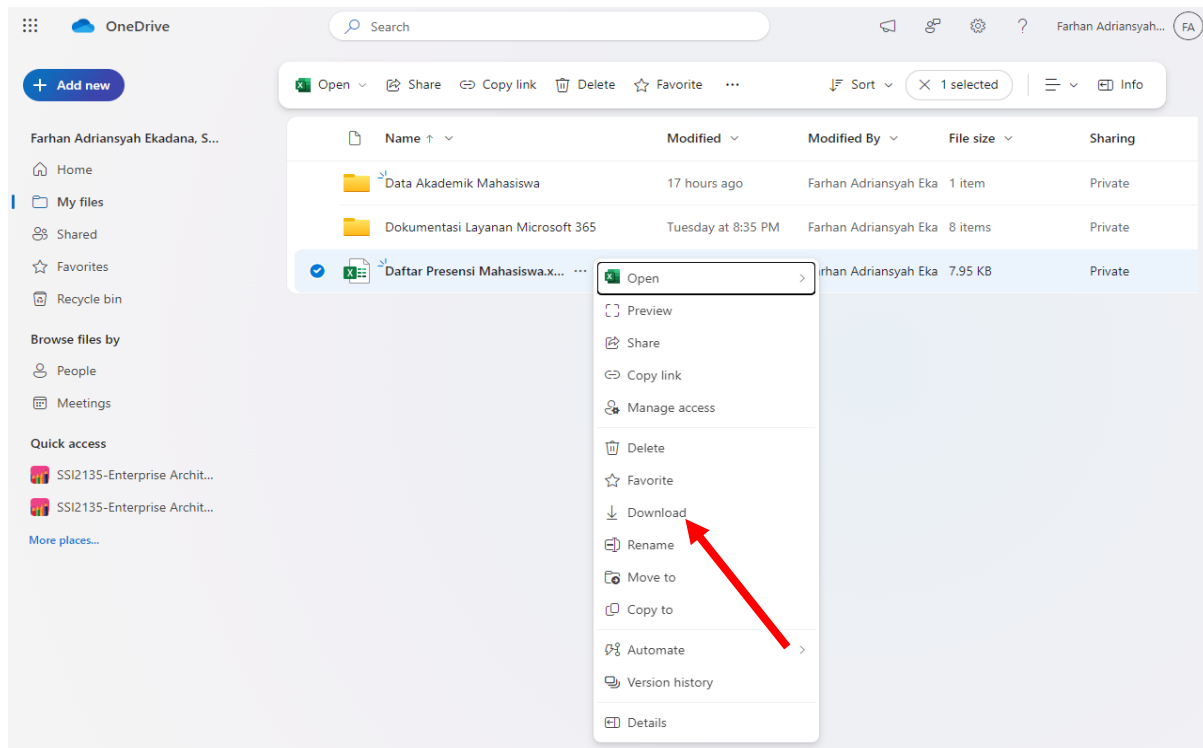 OneDrive
Search
Farhan Adriansyah...
FA
Add new
Open
Share
Copy link
Delete
Favorite
Sort
1 selected
Info
Farhan Adriansyah Ekadana, S...
Home
My files
Shared
Favorites
Recycle bin
Browse files by
People
Meetings
Quick access
SSI2135-Enterprise Archit...
SSI2135-Enterprise Archit...
More places...
Name Modified Modified By File size Sharing
Data Akademik Mahasiswa 17 hours ago Farhan Adriansyah Eka 1 item Private
Dokumentasi Layanan Microsoft 365 Tuesday at 8:35 PM Farhan Adriansyah Eka 8 items Private
Daftar Presensi Mahasiswa.x... ··· rhan Adriansyah Eka 7.95 KB Private
Open
Preview
Share
Copy link
Manage access
Delete
Favorite
Download
Rename
Move to
Copy to
Automate
Version history
Details